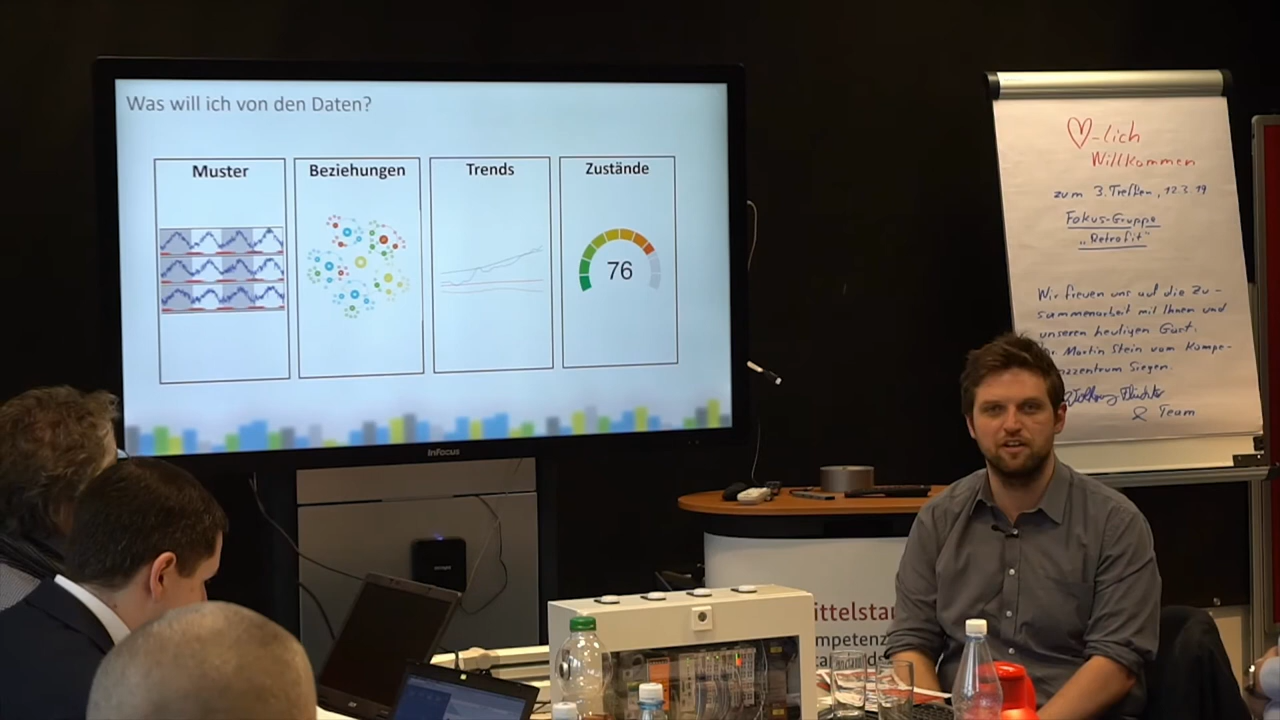 Was will ich von den Daten?
Muster
Beziehungen
Trends
Zustände
76
InFocus
♡-lich
Willkommen
zum 3. Treffen, 12.3.19
Fokus-Gruppe
„Retrofit"
Wir freuen uns auf die Zu-
sammenarbeit mit Ihnen und
unseren heutigen Gast.
Martin Stein vom Kompe-
nzzentrum Siegen.
& Team
ittelstan
ompetenz